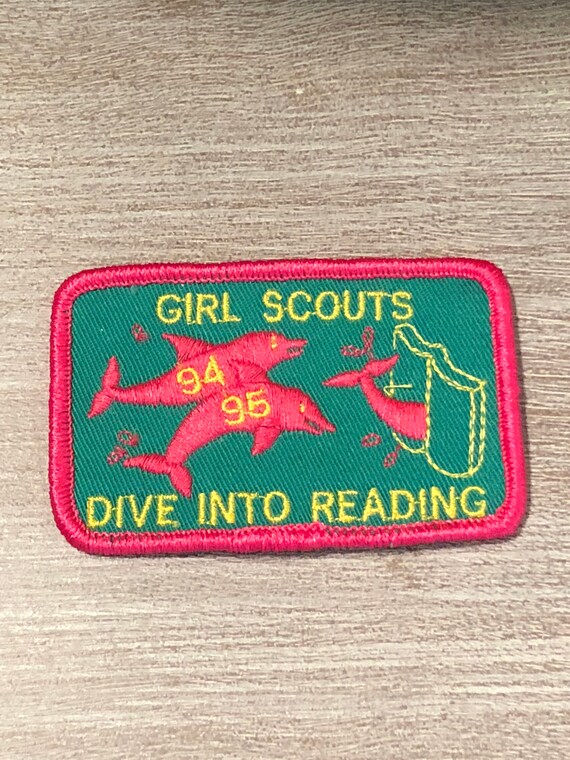 GIRL SCOUTS
94
95
DIVE INTO READING